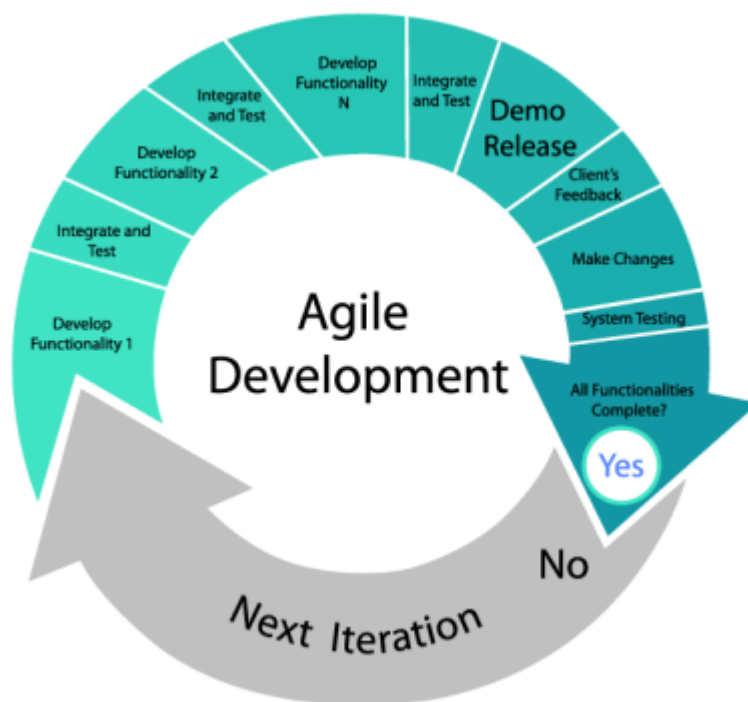 Develop
Functionality 1
Integrate and
Test
Develop
Functionality 2
Integrate
and Test
Develop
Functionality
N
Integrate
and Test
Demo
Release
Client's
Feedback
Make Changes
System Testing
All Functionalities
Complete?
Yes
No
Next Iteration
Agile
Development